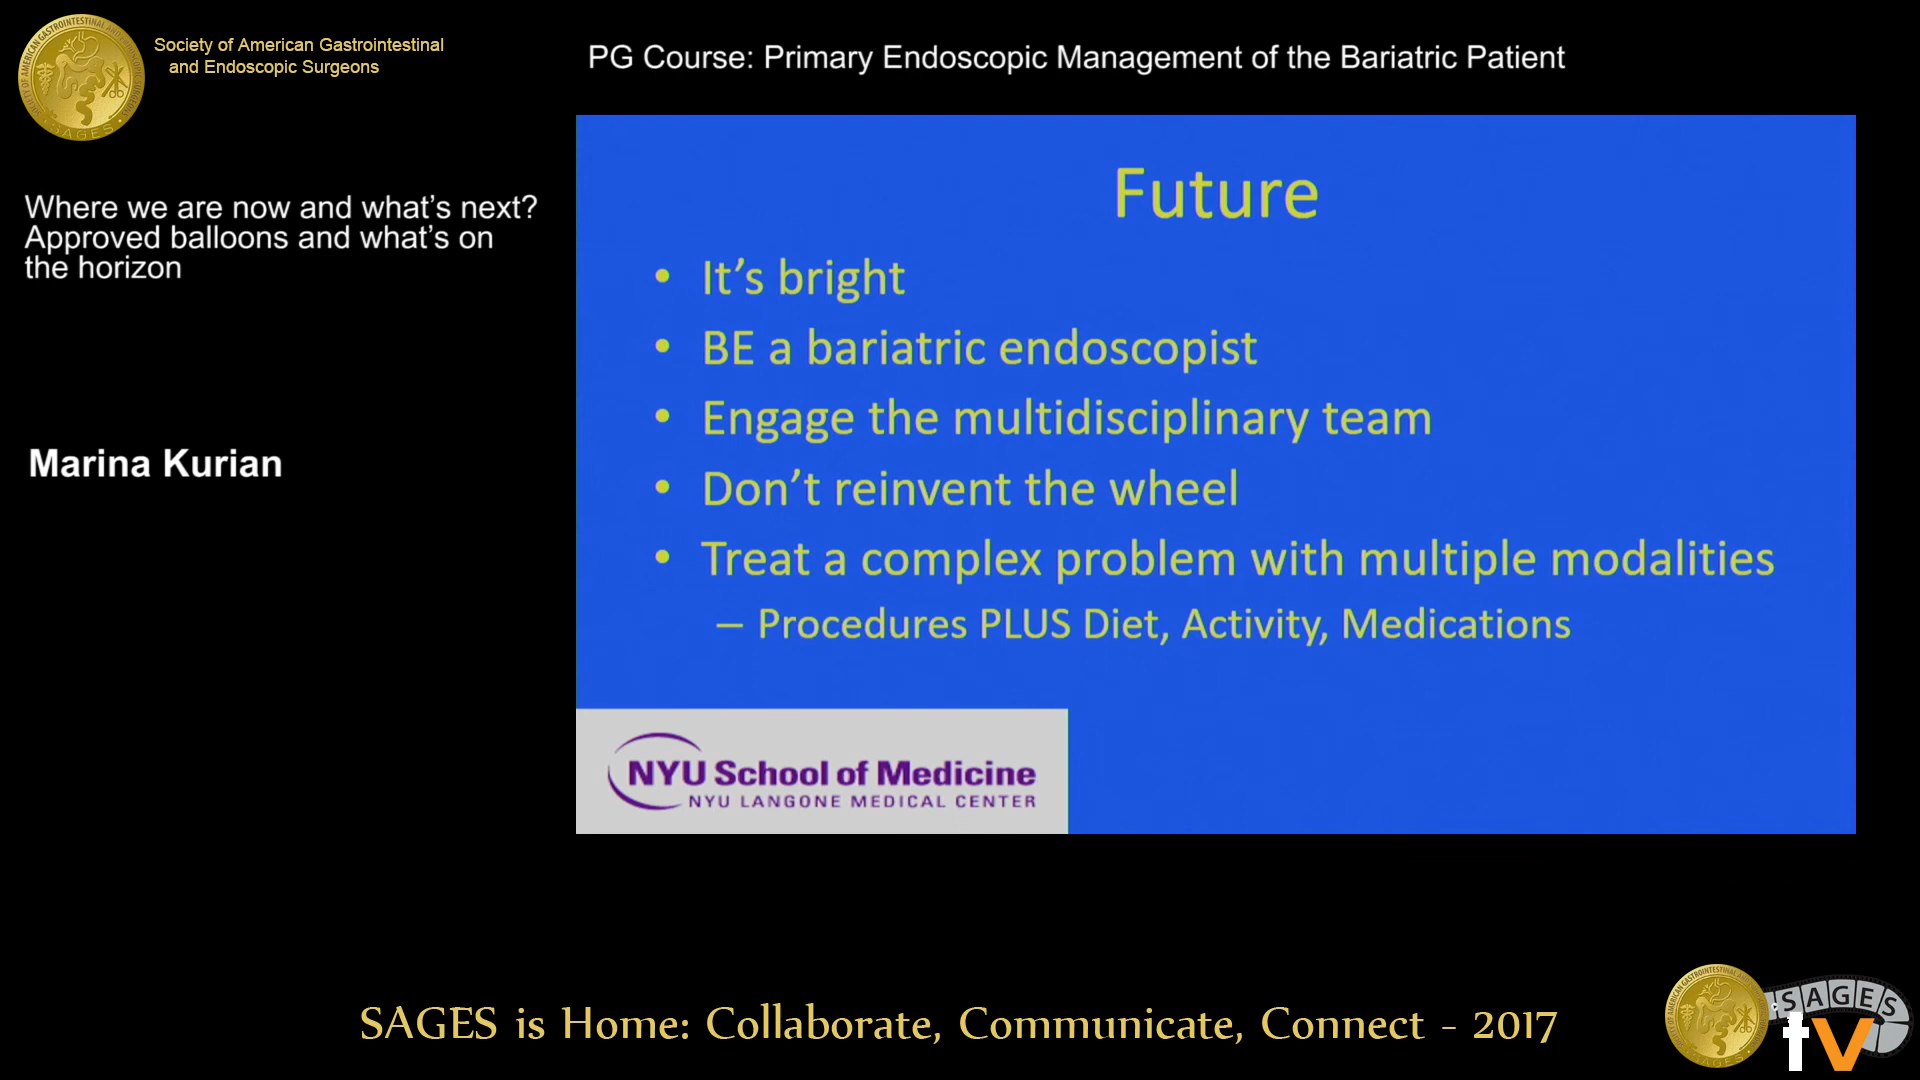 Society of American Gastrointestinal
and Endoscopic Surgeons
PG Course: Primary Endoscopic Management of the Bariatric Patient
Where we are now and what's next?
Approved balloons and what's on
the horizon
Marina Kurian
Future
• It's bright
• BE a bariatric endoscopist
• Engage the multidisciplinary team
• Don't reinvent the wheel
• Treat a complex problem with multiple modalities
– Procedures PLUS Diet, Activity, Medications
NYU School of Medicine
NYU LANGONE MEDICAL CENTER
SAGES is Home: Collaborate, Communicate, Connect - 2017
SAGES
tv